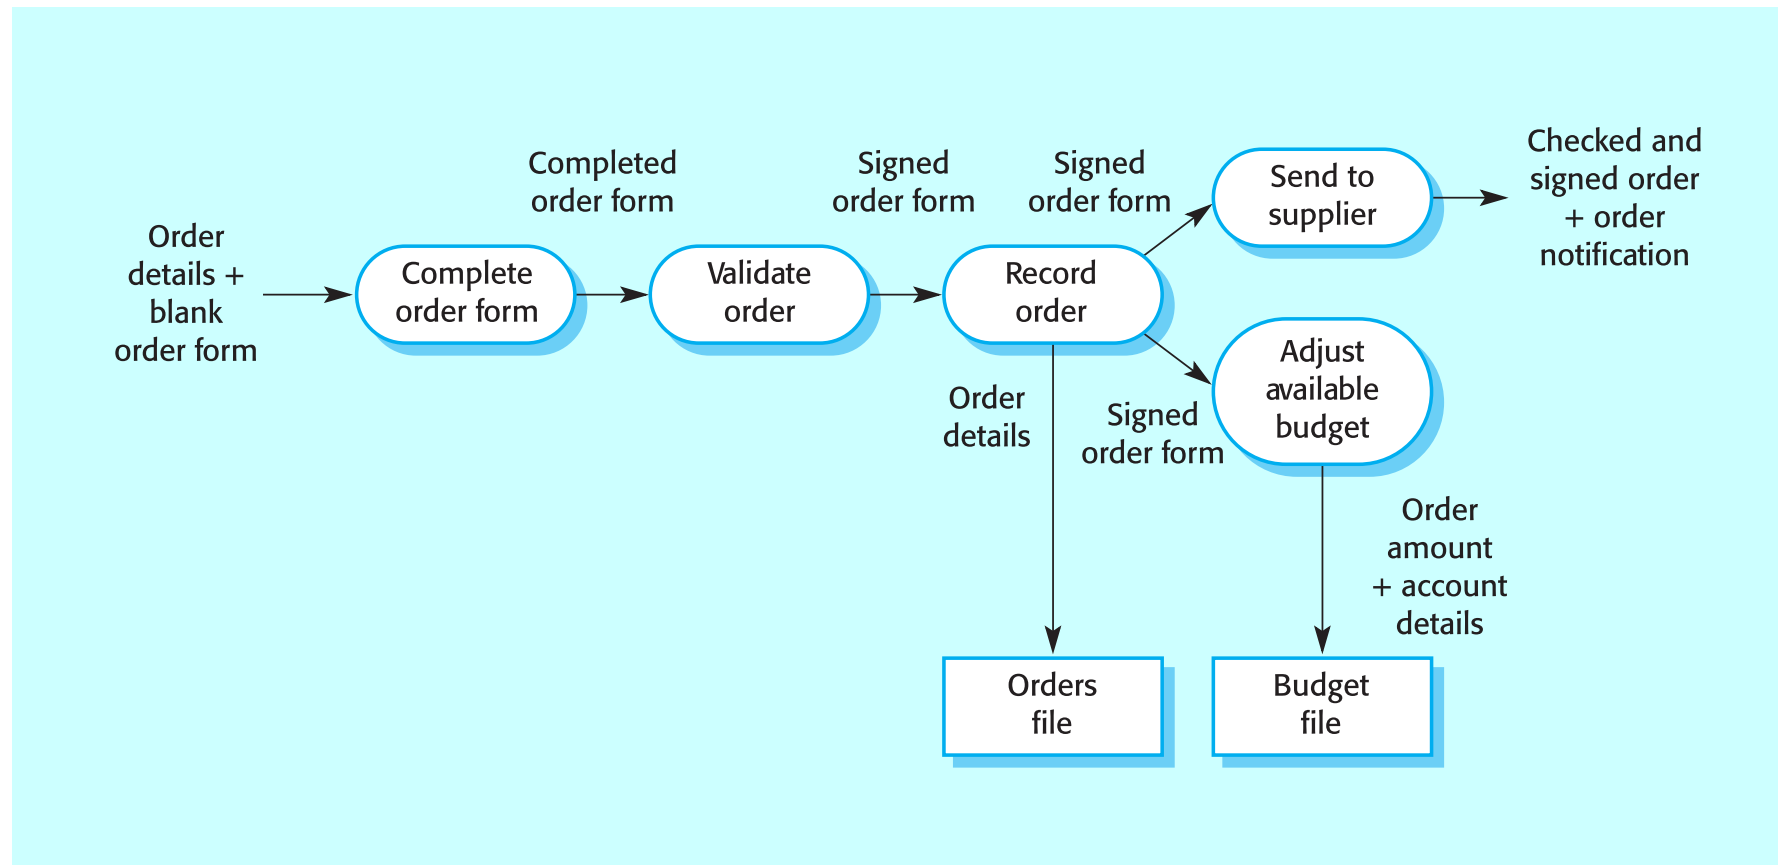 Order
details +
blank
order form
Complete
order form
Completed
order form
Validate
order
Signed
order form
Record
order
Signed
order form
Send to
supplier
Checked and
signed order
+ order
notification
Signed
order form
Adjust
available
budget
Order
details
Orders
file
Order
amount
+ account
details
Budget
file